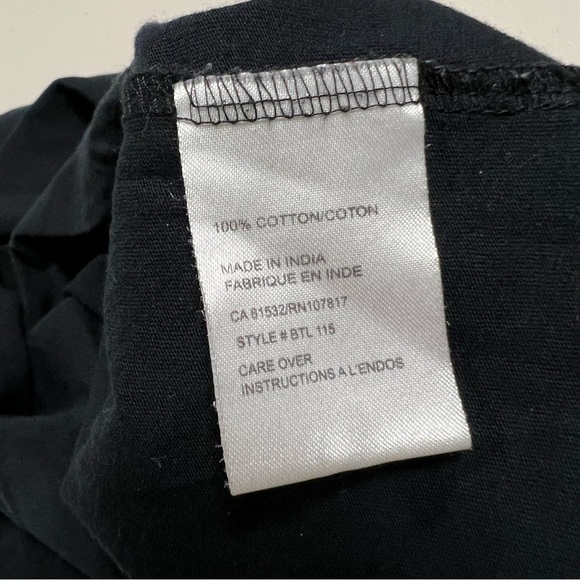 100% COTTON/COTON
MADE IN INDIA
FABRIQUE EN INDE
CA 61532/RN107817
STYLE # BTL 115
CARE OVER
INSTRUCTIONS A L'ENDOS